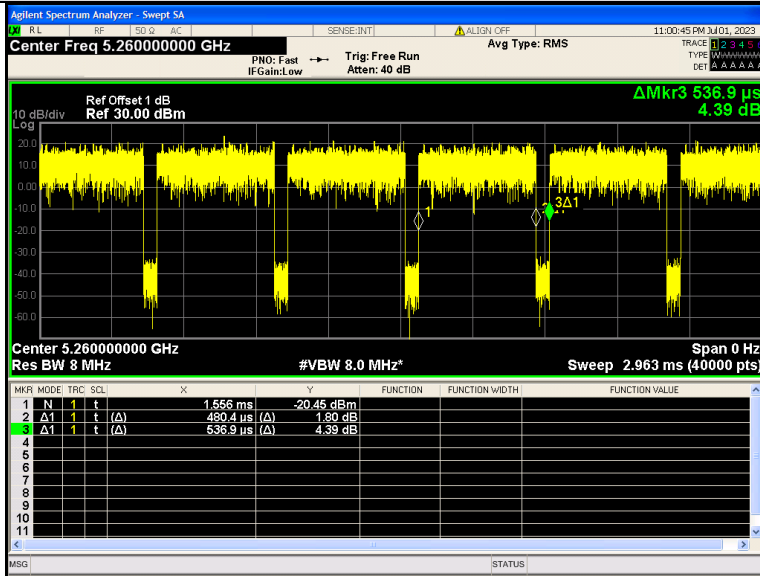 Agilent Spectrum Analyzer - Swept SA
LXI RL RF 50 Ω AC SENSE:INT ALIGN OFF 11:00:45 PM Jul 01, 2023
Center Freq 5.260000000 GHz Avg Type: RMS TRACE 1 2 3 4 5
PNO: Fast Trig: Free Run TYPE
IFGain:Low Atten: 40 dB DET A A A A A
ΔMkr3 536.9 µs
4.39 dB
Ref Offset 1 dB
10 dB/div Ref 30.00 dBm
Log
20.0
10.0
0.00
-10.0
-20.0
-30.0
-40.0
-50.0
-60.0
1
3Δ1
Center 5.260000000 GHz Span 0 Hz
Res BW 8 MHz #VBW 8.0 MHz* Sweep 2.963 ms (40000 pts)
MKR MODE TRC SCL X Y FUNCTION FUNCTION WIDTH FUNCTION VALUE
1 N 1 t 1.556 ms -20.45 dBm
2 Δ1 1 t (Δ) 480.4 µs (Δ) 1.80 dB
3 Δ1 1 t (Δ) 536.9 µs (Δ) 4.39 dB
4
5
6
7
8
9
10
11
MSG STATUS